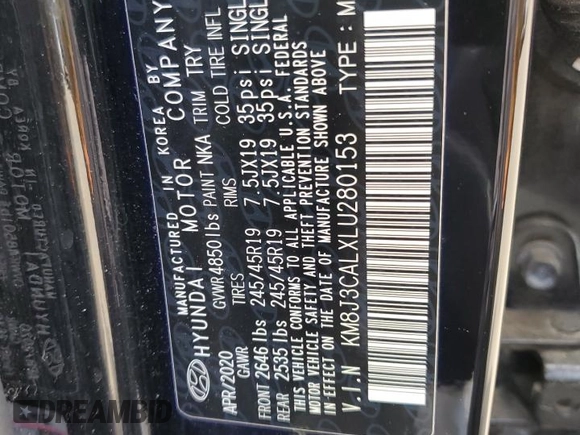 MANUFACTURED IN KOREA BY
HYUNDAI MOTOR COMPANY
APR/2020 GVWR 4850 lbs PAINT NKA TRIM TRY
GAWR TIRES RIMS COLD TIRE INFL
FRONT 2646 lbs 245/45R19 7.5JX19 35psi SINGL
REAR 2535 lbs 245/45R19 7.5JX19 35psi SINGL
THIS VEHICLE CONFORMS TO ALL APPLICABLE U.S.A. FEDERAL
MOTOR VEHICLE SAFETY, BUMPER AND THEFT PREVENTION STANDARDS
IN EFFECT ON THE DATE OF MANUFACTURE SHOWN ABOVE
V.I.N KM8J3CALXLU280153 TYPE : M
DREAMBID